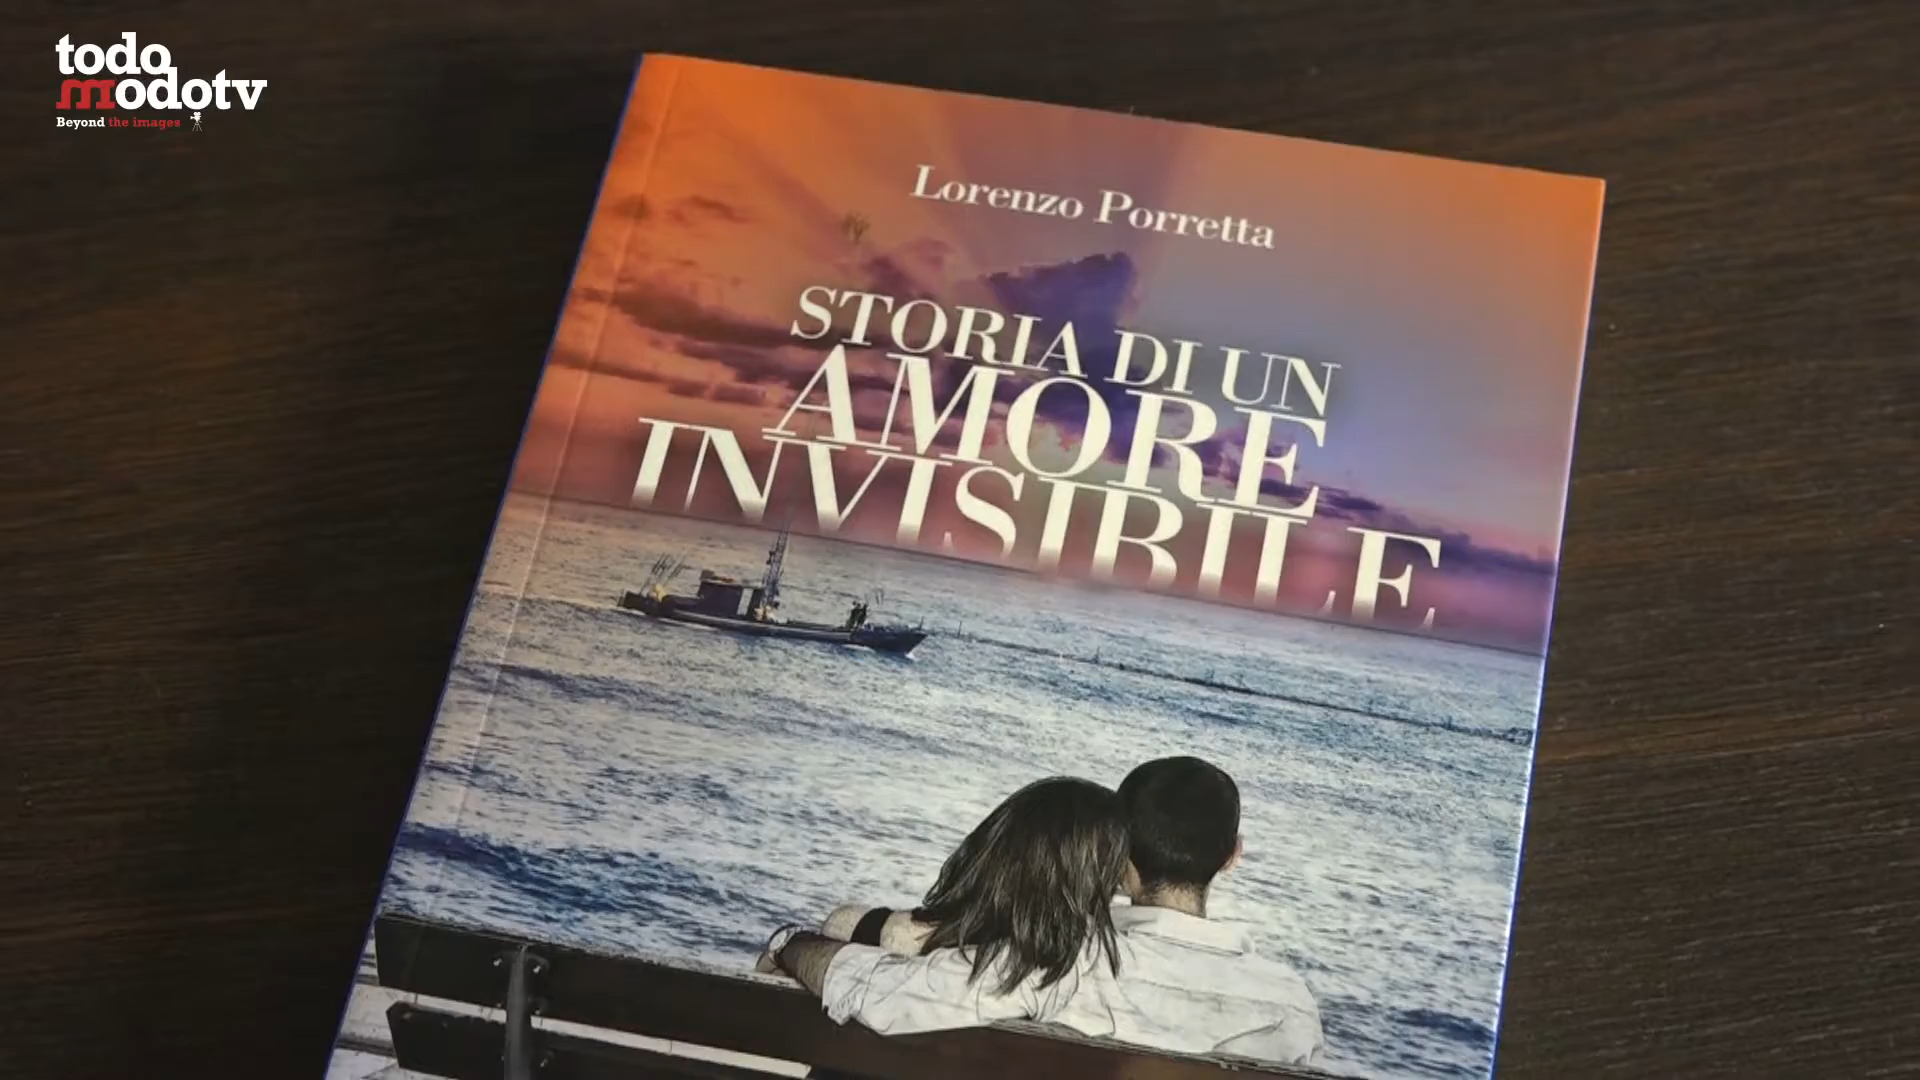 todo
modotv
Beyond the images
Lorenzo Porretta
STORIA DI UN
AMORE
INVISIBILE